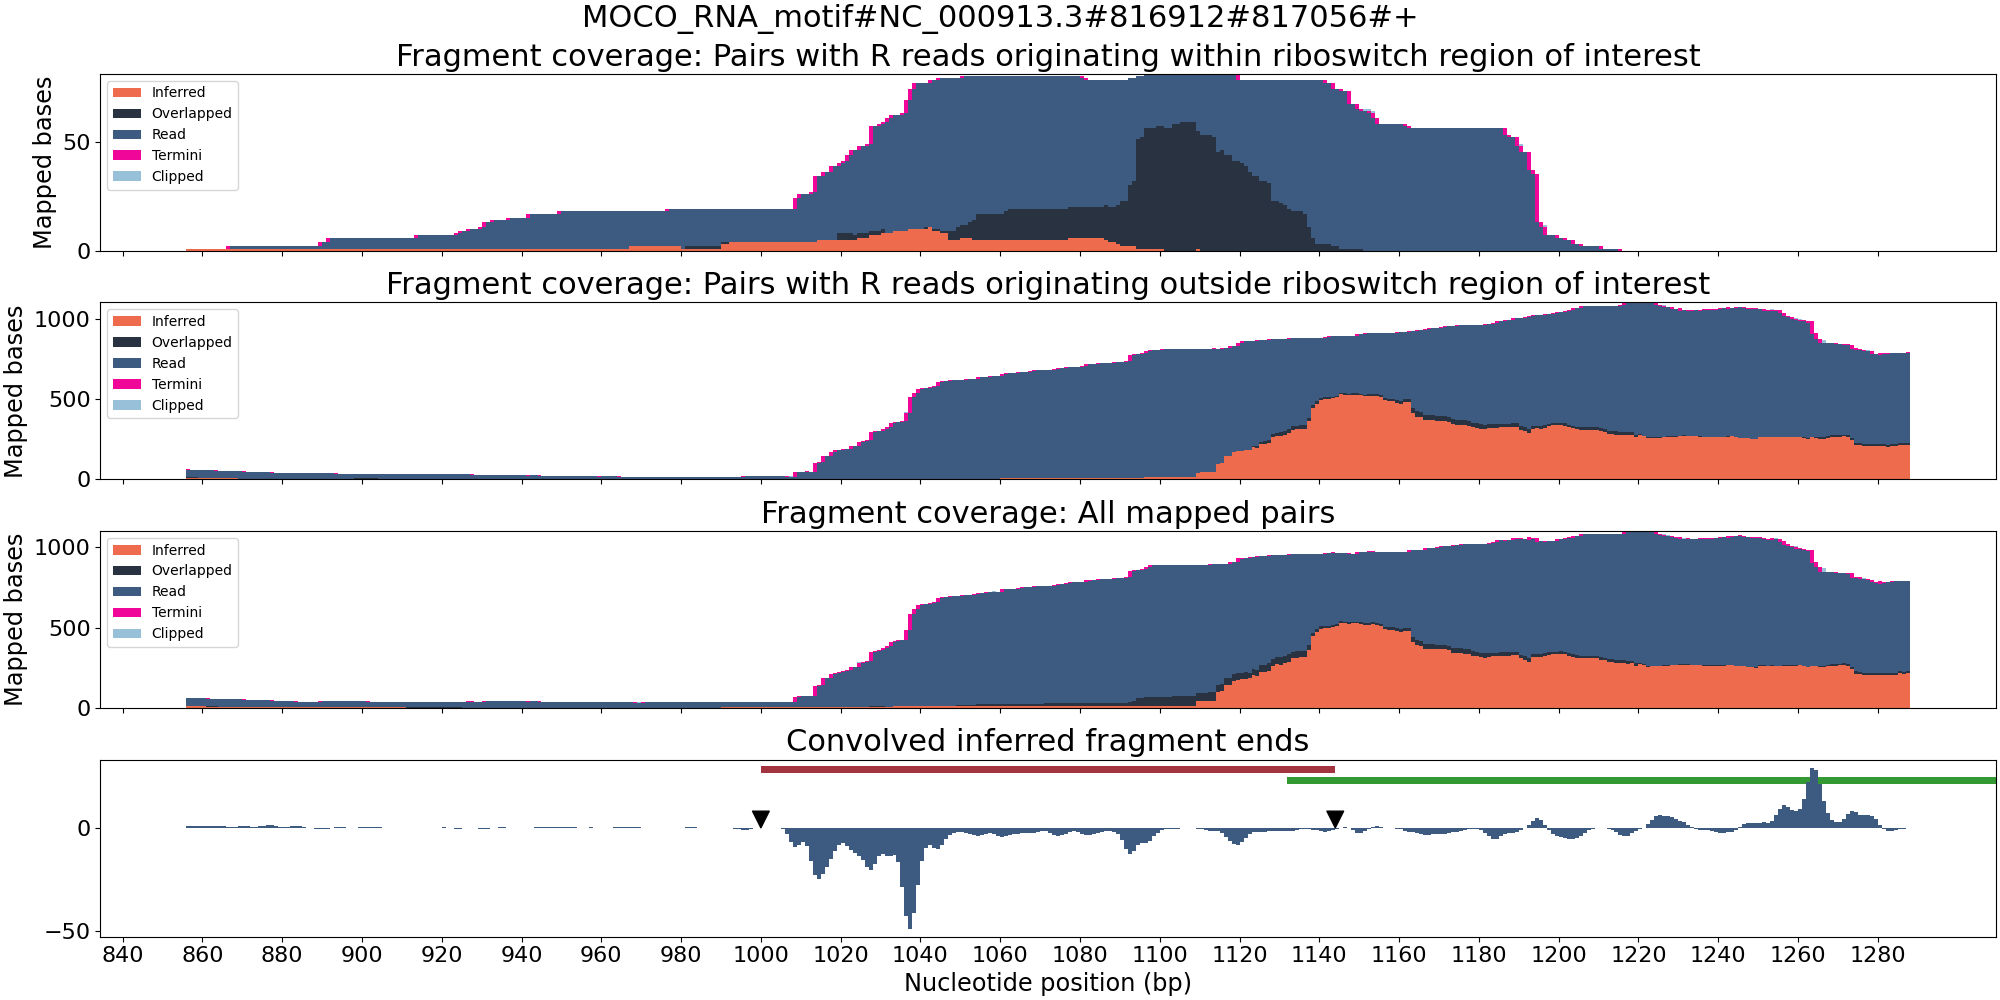 MOCO_RNA_motif#NC_000913.3#816912#817056#+
Fragment coverage: Pairs with R reads originating within riboswitch region of interest
Mapped bases
50
0
Inferred
Overlapped
Read
Termini
Clipped
Fragment coverage: Pairs with R reads originating outside riboswitch region of interest
Mapped bases
1000
500
0
Inferred
Overlapped
Read
Termini
Clipped
Fragment coverage: All mapped pairs
Mapped bases
1000
500
0
Inferred
Overlapped
Read
Termini
Clipped
Convolved inferred fragment ends
0
−50
840 860 880 900 920 940 960 980 1000 1020 1040 1060 1080 1100 1120 1140 1160 1180 1200 1220 1240 1260 1280
Nucleotide position (bp)